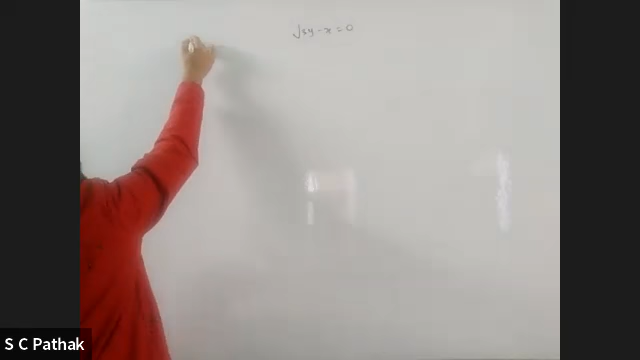 √3y - x = 0
S C Pathak